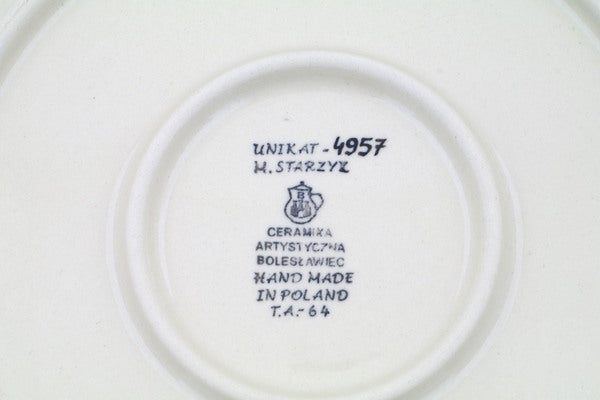 UNIKAT - 4957
M. STARZYK
B
CERAMIKA
ARTYSTYCZNA
BOLESŁAWIEC
HAND MADE
IN POLAND
T.A.-64